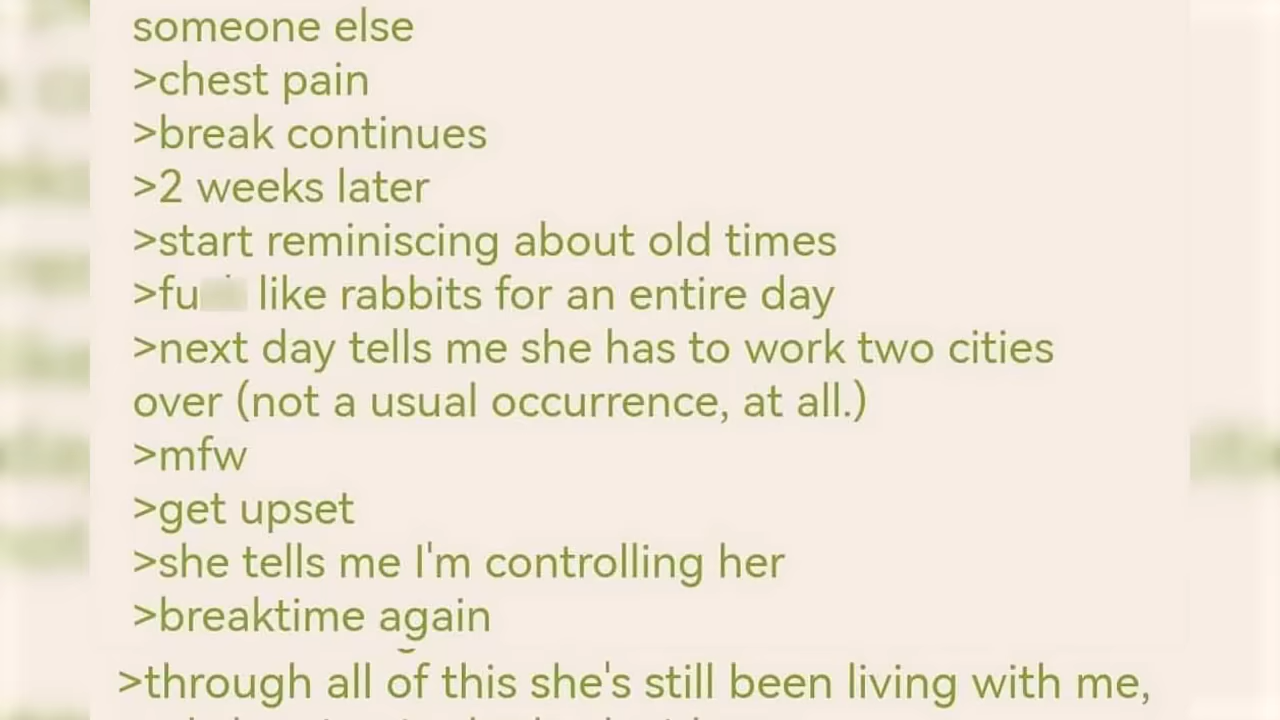 someone else
>chest pain
>break continues
>2 weeks later
>start reminiscing about old times
>fu like rabbits for an entire day
>next day tells me she has to work two cities
over (not a usual occurrence, at all.)
>mfw
>get upset
>she tells me I'm controlling her
>breaktime again
>through all of this she's still been living with me,